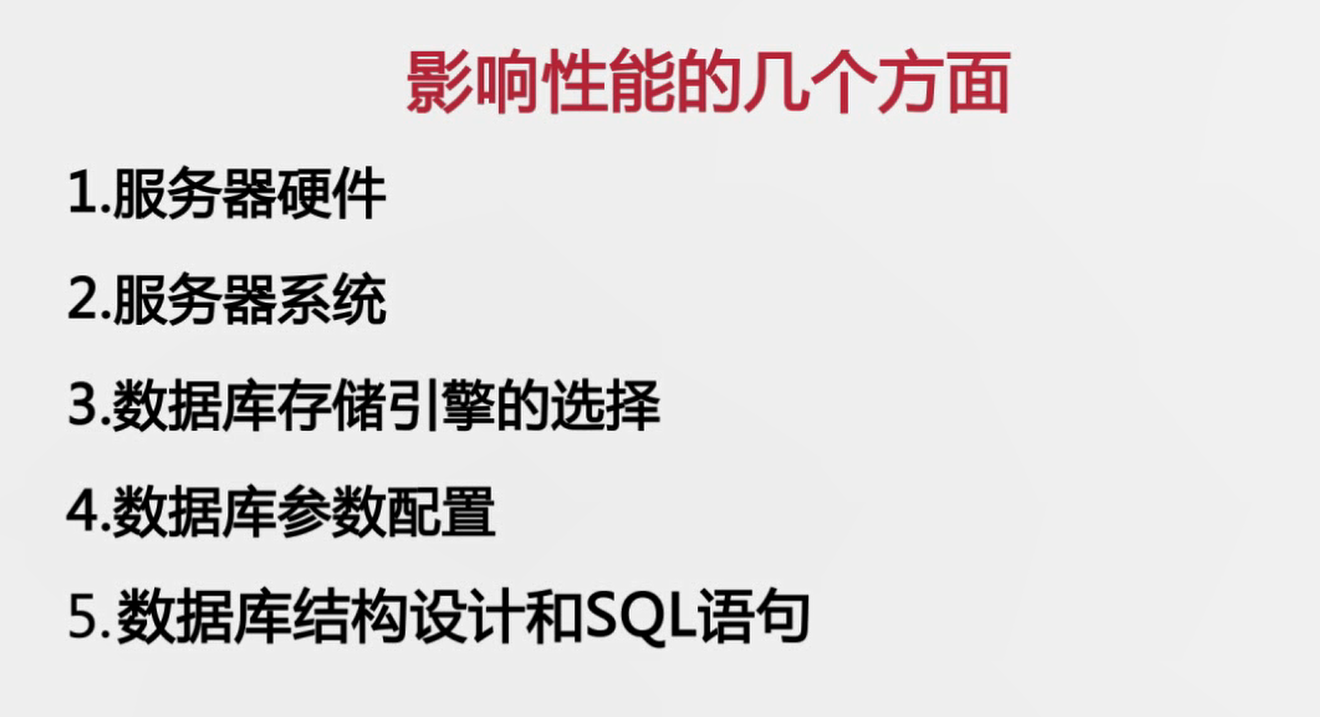 影响性能的几个方面
1.服务器硬件
2.服务器系统
3.数据库存储引擎的选择
4.数据库参数配置
5.数据库结构设计和SQL语句